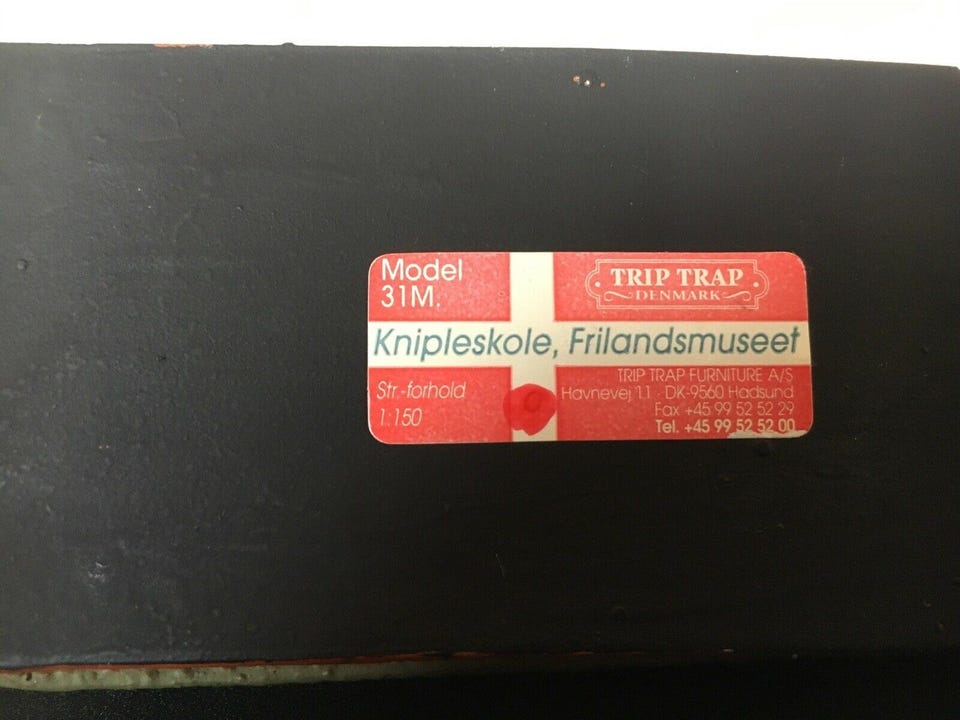 Model
31M.
TRIP TRAP
DENMARK
Knipleskole, Frilandsmuseet
Str.-forhold
1:150
TRIP TRAP FURNITURE A/S
Havnevej 11 · DK-9560 Hadsund
Fax +45 99 52 52 29
Tel. +45 99 52 52 00